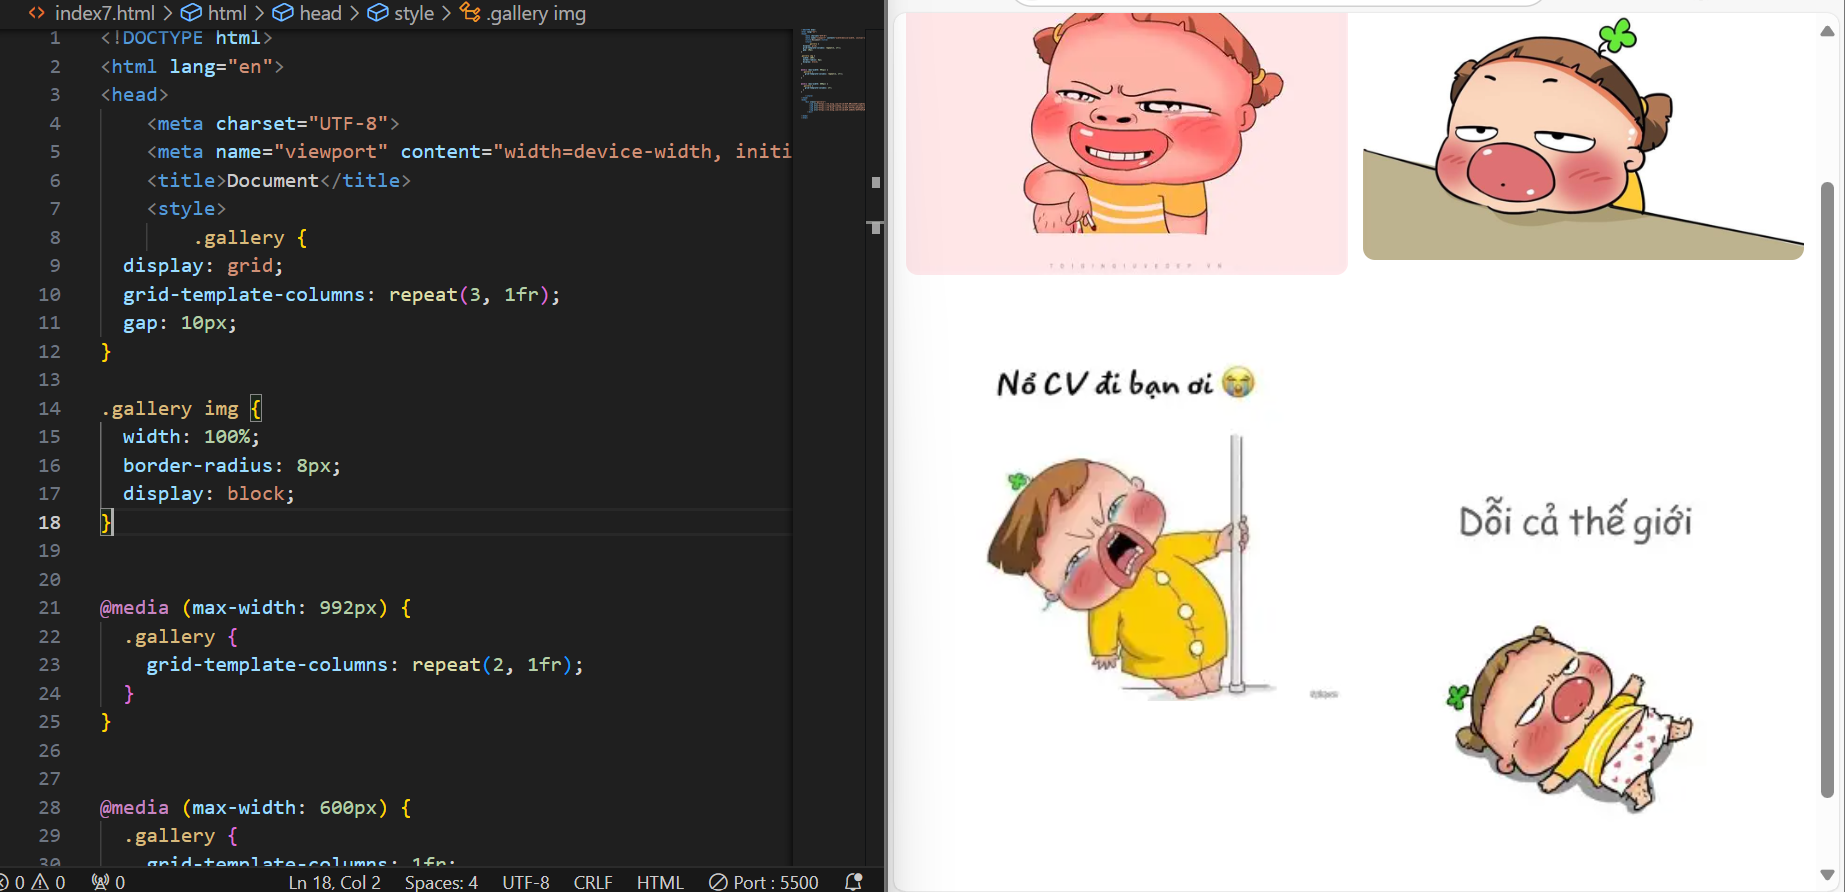 index7.html > html > head > style > .gallery img
1 <!DOCTYPE html>
2 <html lang="en">
3 <head>
4 <meta charset="UTF-8">
5 <meta name="viewport" content="width=device-width, initi
6 <title>Document</title>
7 <style>
8 .gallery {
9 display: grid;
10 grid-template-columns: repeat(3, 1fr);
11 gap: 10px;
12 }
13
14 .gallery img {
15 width: 100%;
16 border-radius: 8px;
17 display: block;
18 }
19
20
21 @media (max-width: 992px) {
22 .gallery {
23 grid-template-columns: repeat(2, 1fr);
24 }
25 }
26
27
28 @media (max-width: 600px) {
29 .gallery {
30 grid-template-columns: 1fr;
0 0 0 Ln 18, Col 2 Spaces: 4 UTF-8 CRLF HTML Port : 5500
Nổ CV đi bạn ơi 😭
Dỗi cả thế giới